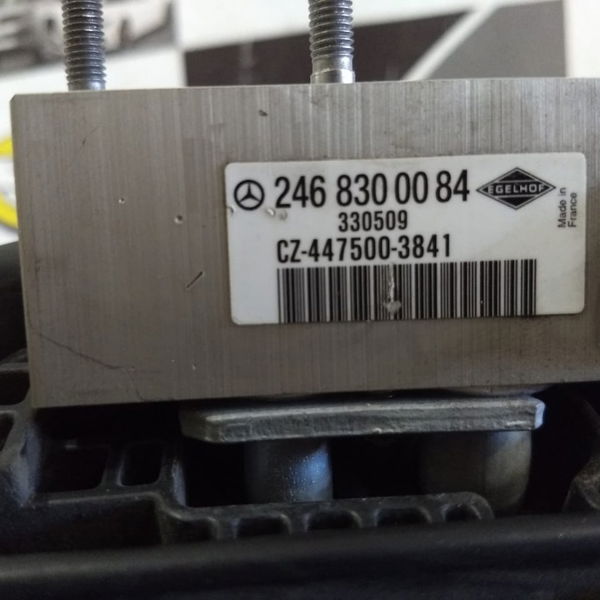 246 830 00 84
EGELHOF
330509
CZ-447500-3841
Made in
France